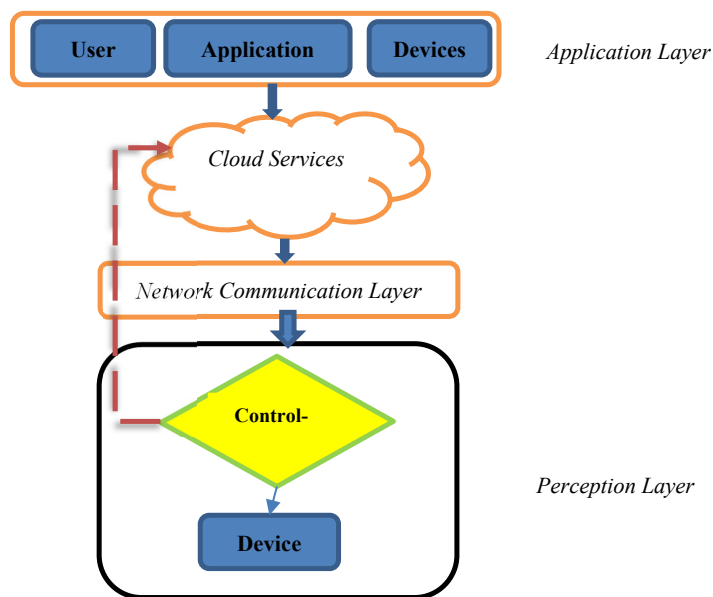 User Application Devices Application Layer
Cloud Services
Network Communication Layer
Control-
Perception Layer
Device